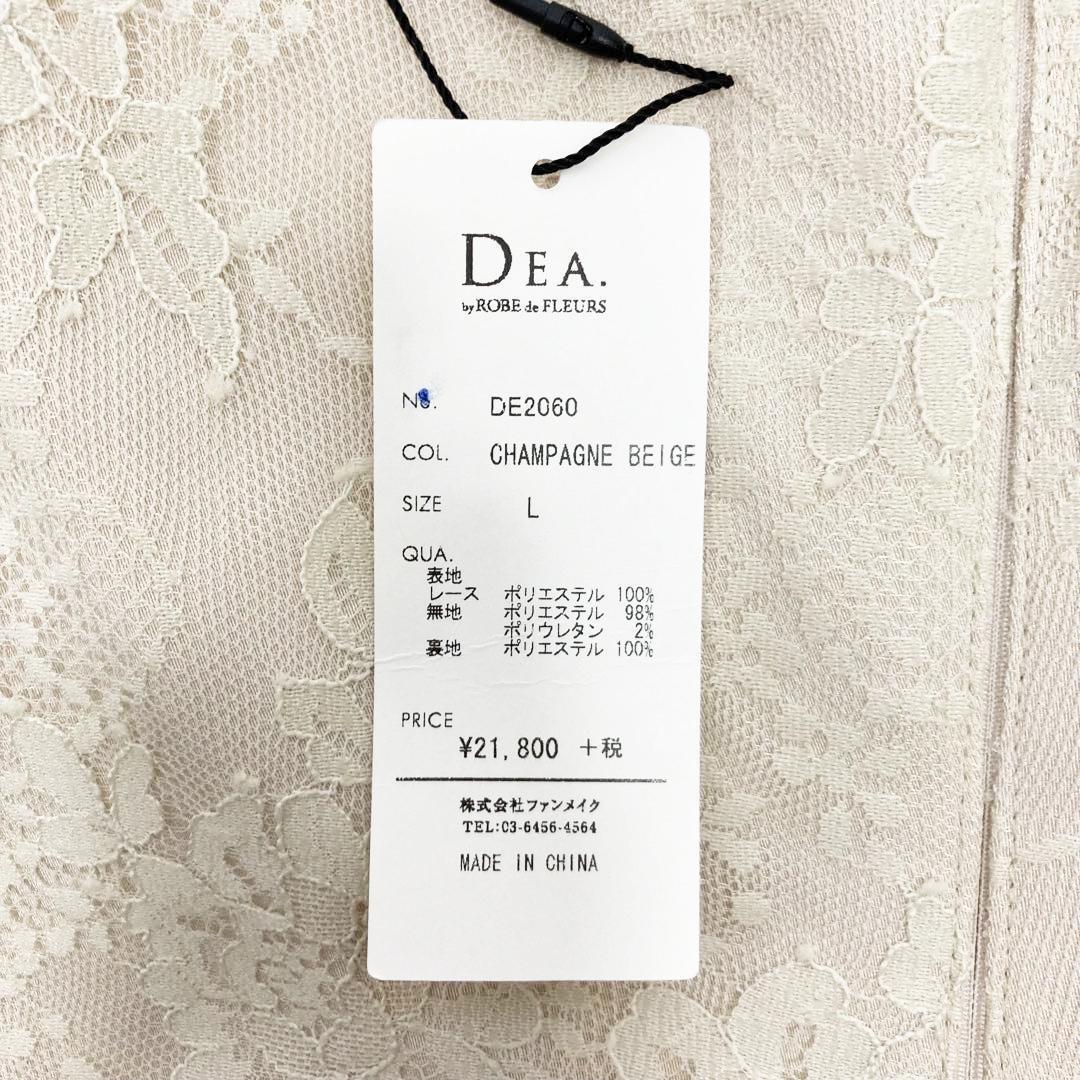 DEA.
by ROBE de FLEURS
No. DE2060
COL. CHAMPAGNE BEIGE
SIZE L
QUA.
表地
レース ポリエステル 100%
無地 ポリエステル 98%
ポリウレタン 2%
裏地 ポリエステル 100%
PRICE
¥21,800 +税
株式会社ファンメイク
TEL:03-6456-4564
MADE IN CHINA